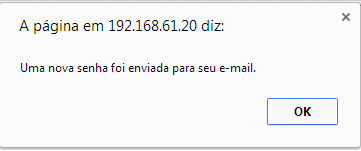 A página em 192.168.61.20 diz:
Uma nova senha foi enviada para seu e-mail.
OK